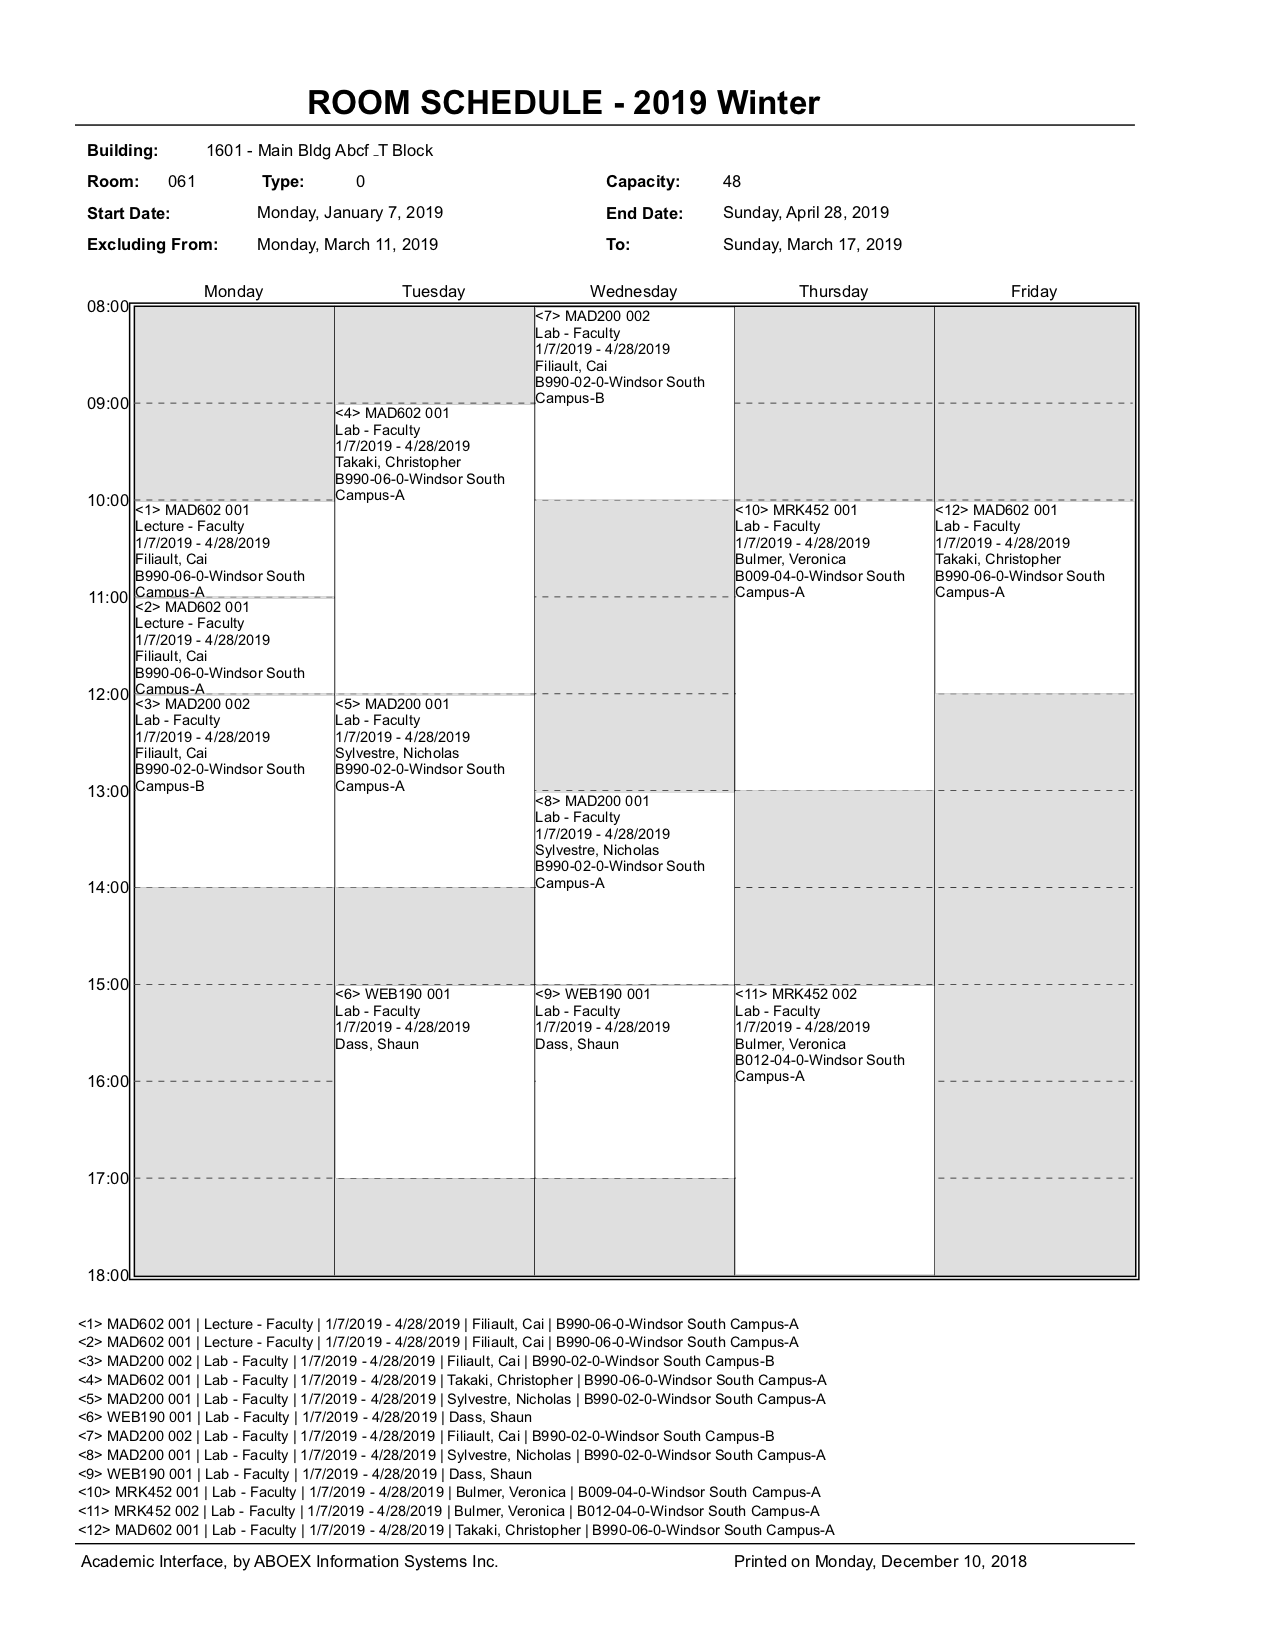 ROOM SCHEDULE - 2019 Winter
Building: 1601 - Main Bldg Abcf _T Block
Room: 061 Type: 0 Capacity: 48
Start Date: Monday, January 7, 2019 End Date: Sunday, April 28, 2019
Excluding From: Monday, March 11, 2019 To: Sunday, March 17, 2019
Monday Tuesday Wednesday Thursday Friday
08:00
<7> MAD200 002
Lab - Faculty
1/7/2019 - 4/28/2019
Filiault, Cai
B990-02-0-Windsor South
Campus-B
09:00
<4> MAD602 001
Lab - Faculty
1/7/2019 - 4/28/2019
Takaki, Christopher
B990-06-0-Windsor South
Campus-A
10:00
<1> MAD602 001
Lecture - Faculty
1/7/2019 - 4/28/2019
Filiault, Cai
B990-06-0-Windsor South
Campus-A
<10> MRK452 001
Lab - Faculty
1/7/2019 - 4/28/2019
Bulmer, Veronica
B009-04-0-Windsor South
Campus-A
<12> MAD602 001
Lab - Faculty
1/7/2019 - 4/28/2019
Takaki, Christopher
B990-06-0-Windsor South
Campus-A
11:00
<2> MAD602 001
Lecture - Faculty
1/7/2019 - 4/28/2019
Filiault, Cai
B990-06-0-Windsor South
Campus-A
12:00
<3> MAD200 002
Lab - Faculty
1/7/2019 - 4/28/2019
Filiault, Cai
B990-02-0-Windsor South
Campus-B
<5> MAD200 001
Lab - Faculty
1/7/2019 - 4/28/2019
Sylvestre, Nicholas
B990-02-0-Windsor South
Campus-A
13:00
<8> MAD200 001
Lab - Faculty
1/7/2019 - 4/28/2019
Sylvestre, Nicholas
B990-02-0-Windsor South
Campus-A
14:00
15:00
<6> WEB190 001
Lab - Faculty
1/7/2019 - 4/28/2019
Dass, Shaun
<9> WEB190 001
Lab - Faculty
1/7/2019 - 4/28/2019
Dass, Shaun
<11> MRK452 002
Lab - Faculty
1/7/2019 - 4/28/2019
Bulmer, Veronica
B012-04-0-Windsor South
Campus-A
16:00
17:00
18:00
<1> MAD602 001 | Lecture - Faculty | 1/7/2019 - 4/28/2019 | Filiault, Cai | B990-06-0-Windsor South Campus-A
<2> MAD602 001 | Lecture - Faculty | 1/7/2019 - 4/28/2019 | Filiault, Cai | B990-06-0-Windsor South Campus-A
<3> MAD200 002 | Lab - Faculty | 1/7/2019 - 4/28/2019 | Filiault, Cai | B990-02-0-Windsor South Campus-B
<4> MAD602 001 | Lab - Faculty | 1/7/2019 - 4/28/2019 | Takaki, Christopher | B990-06-0-Windsor South Campus-A
<5> MAD200 001 | Lab - Faculty | 1/7/2019 - 4/28/2019 | Sylvestre, Nicholas | B990-02-0-Windsor South Campus-A
<6> WEB190 001 | Lab - Faculty | 1/7/2019 - 4/28/2019 | Dass, Shaun
<7> MAD200 002 | Lab - Faculty | 1/7/2019 - 4/28/2019 | Filiault, Cai | B990-02-0-Windsor South Campus-B
<8> MAD200 001 | Lab - Faculty | 1/7/2019 - 4/28/2019 | Sylvestre, Nicholas | B990-02-0-Windsor South Campus-A
<9> WEB190 001 | Lab - Faculty | 1/7/2019 - 4/28/2019 | Dass, Shaun
<10> MRK452 001 | Lab - Faculty | 1/7/2019 - 4/28/2019 | Bulmer, Veronica | B009-04-0-Windsor South Campus-A
<11> MRK452 002 | Lab - Faculty | 1/7/2019 - 4/28/2019 | Bulmer, Veronica | B012-04-0-Windsor South Campus-A
<12> MAD602 001 | Lab - Faculty | 1/7/2019 - 4/28/2019 | Takaki, Christopher | B990-06-0-Windsor South Campus-A
Academic Interface, by ABOEX Information Systems Inc. Printed on Monday, December 10, 2018